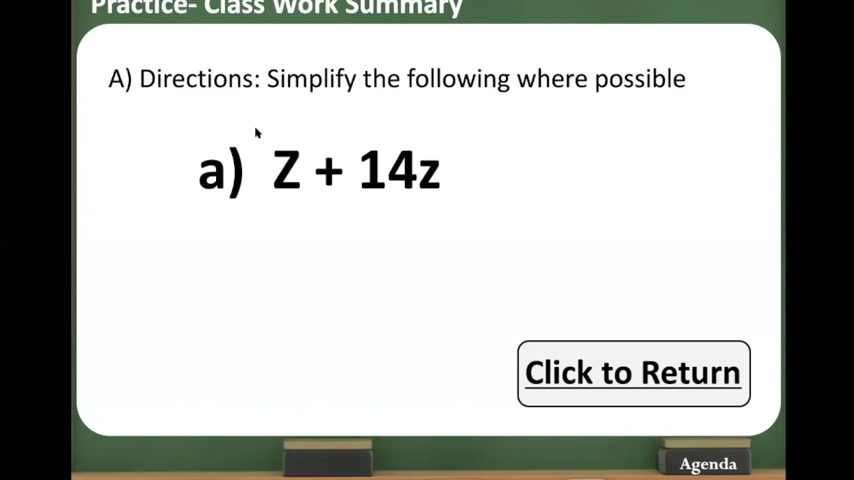 Practice- Class Work Summary
A) Directions: Simplify the following where possible
a) Z + 14z
Click to Return
Agenda